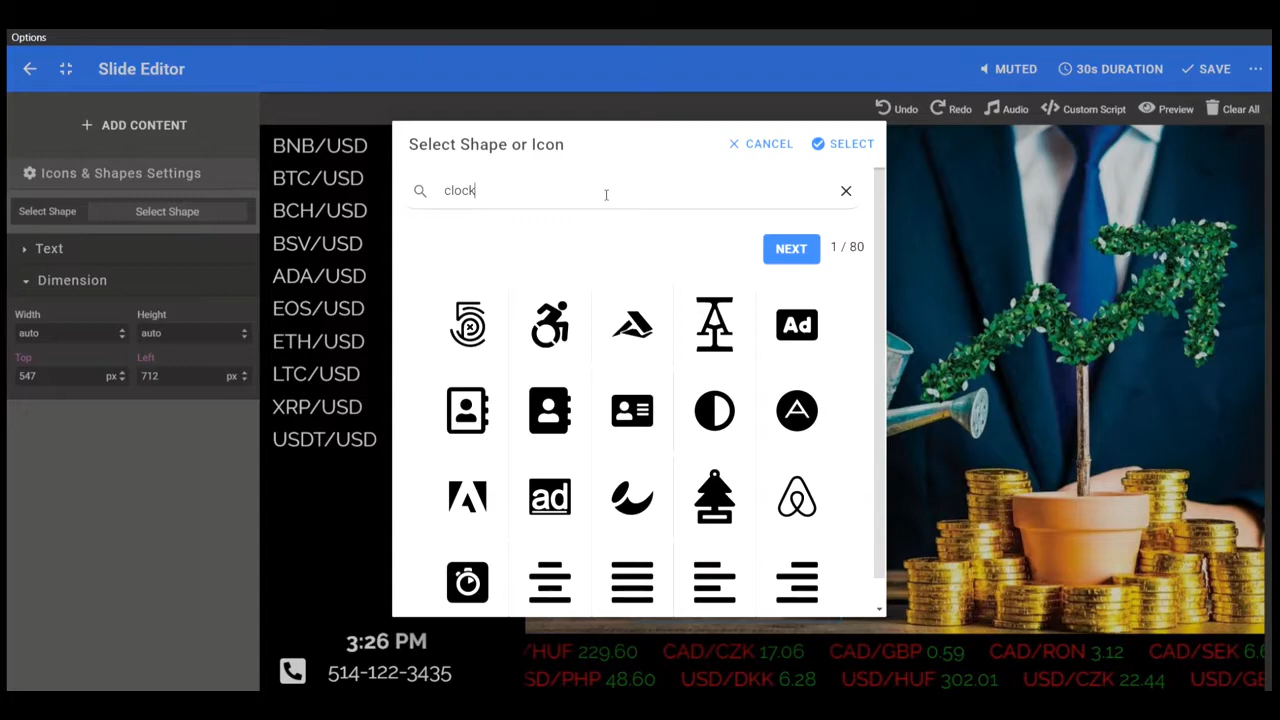 Options
Slide Editor
MUTED
30s DURATION
SAVE
Undo
Redo
Audio
Custom Script
Preview
Clear All
ADD CONTENT
Icons & Shapes Settings
Select Shape
Select Shape
Text
Dimension
Width
Height
auto
auto
Top
Left
547
px
712
px
BNB/USD
BTC/USD
BCH/USD
BSV/USD
ADA/USD
EOS/USD
ETH/USD
LTC/USD
XRP/USD
USDT/USD
3:26 PM
514-122-3435
Select Shape or Icon
CANCEL
SELECT
clock
NEXT
1 / 80
Ad
ad
/HUF 229.60 CAD/CZK 17.06 CAD/GBP 0.59 CAD/RON 3.12 CAD/SEK
SD/PHP 48.60 USD/DKK 6.28 USD/HUF 302.01 USD/CZK 22.44